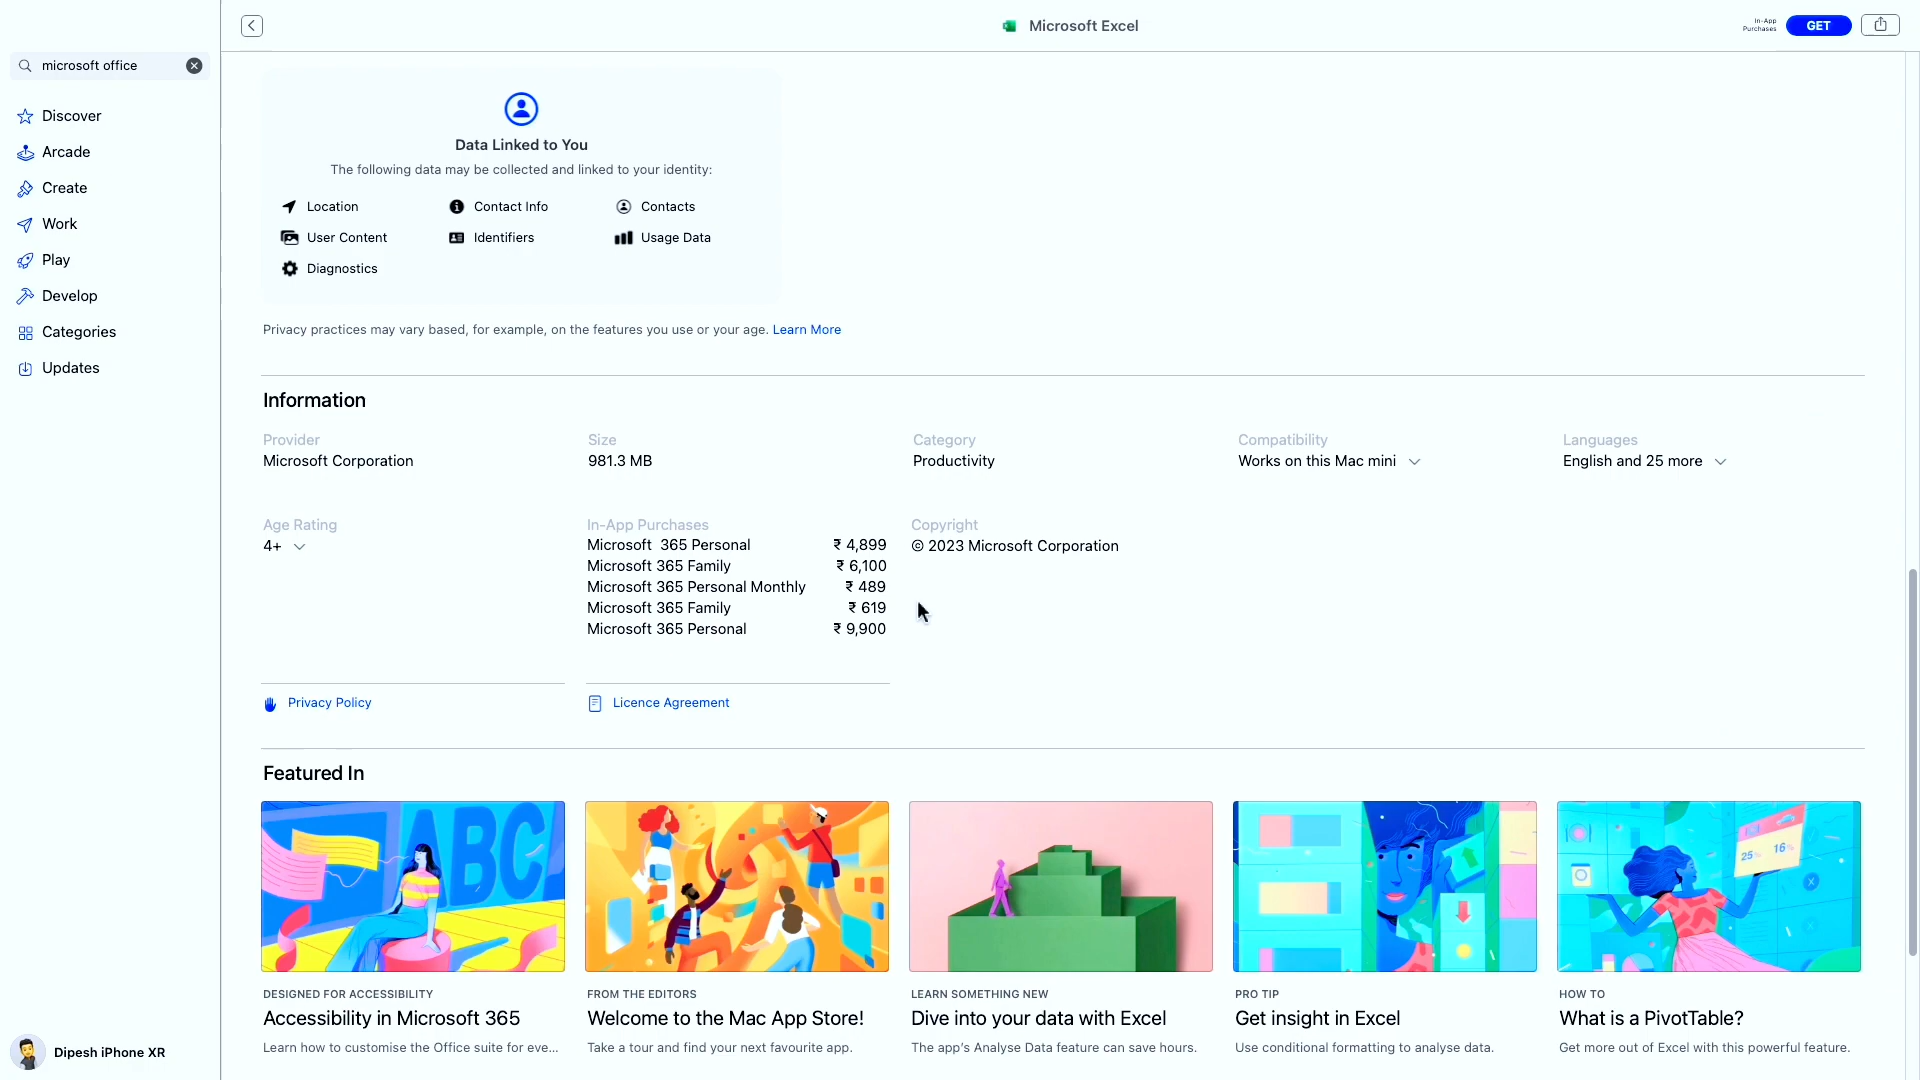 Microsoft Excel
In-App
Purchases
GET
microsoft office
Discover
Arcade
Create
Work
Play
Develop
Categories
Updates
Dipesh iPhone XR
Data Linked to You
The following data may be collected and linked to your identity:
Location
Contact Info
Contacts
User Content
Identifiers
Usage Data
Diagnostics
Privacy practices may vary based, for example, on the features you use or your age. Learn More
Information
Provider
Microsoft Corporation
Size
981.3 MB
Category
Productivity
Compatibility
Works on this Mac mini
Languages
English and 25 more
Age Rating
4+
In-App Purchases
Microsoft 365 Personal ₹ 4,899
Microsoft 365 Family ₹ 6,100
Microsoft 365 Personal Monthly ₹ 489
Microsoft 365 Family ₹ 619
Microsoft 365 Personal ₹ 9,900
Copyright
© 2023 Microsoft Corporation
Privacy Policy
Licence Agreement
Featured In
ABC
25%
16%
DESIGNED FOR ACCESSIBILITY
Accessibility in Microsoft 365
Learn how to customise the Office suite for eve...
FROM THE EDITORS
Welcome to the Mac App Store!
Take a tour and find your next favourite app.
LEARN SOMETHING NEW
Dive into your data with Excel
The app's Analyse Data feature can save hours.
PRO TIP
Get insight in Excel
Use conditional formatting to analyse data.
HOW TO
What is a PivotTable?
Get more out of Excel with this powerful feature.